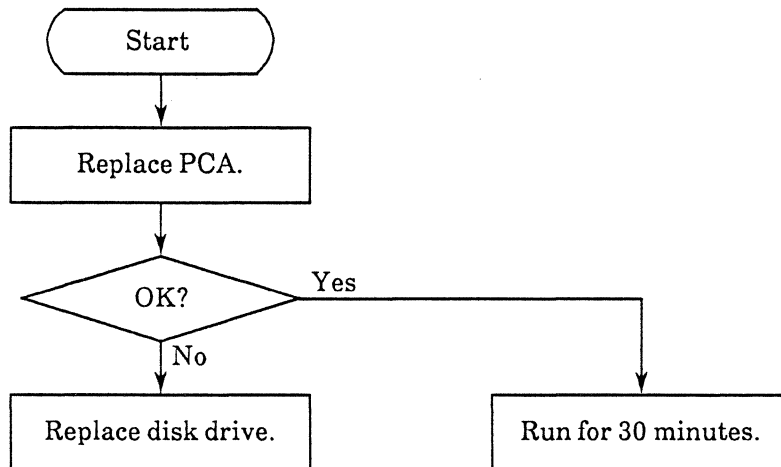 Start
Replace PCA.
OK?
Yes
No
Replace disk drive.
Run for 30 minutes.